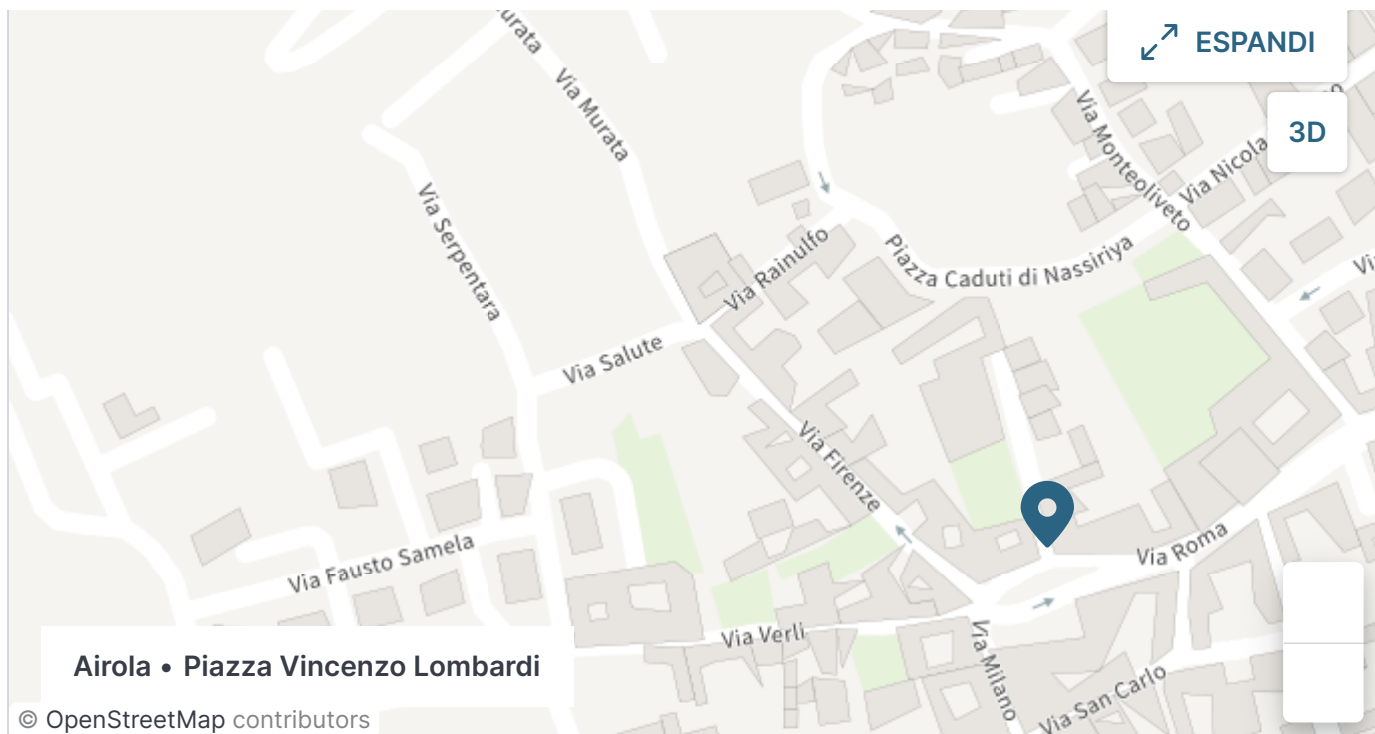 ESPANDI
3D
Via Murata
Via Monteoliveto
Via Nicola
Via Serpentara
Via Rainulfo
Piazza Caduti di Nassiriya
Via Salute
Via Firenze
Via Fausto Samela
Via Roma
Via Verli
Via Milano
Via San Carlo
Airola • Piazza Vincenzo Lombardi
© OpenStreetMap contributors